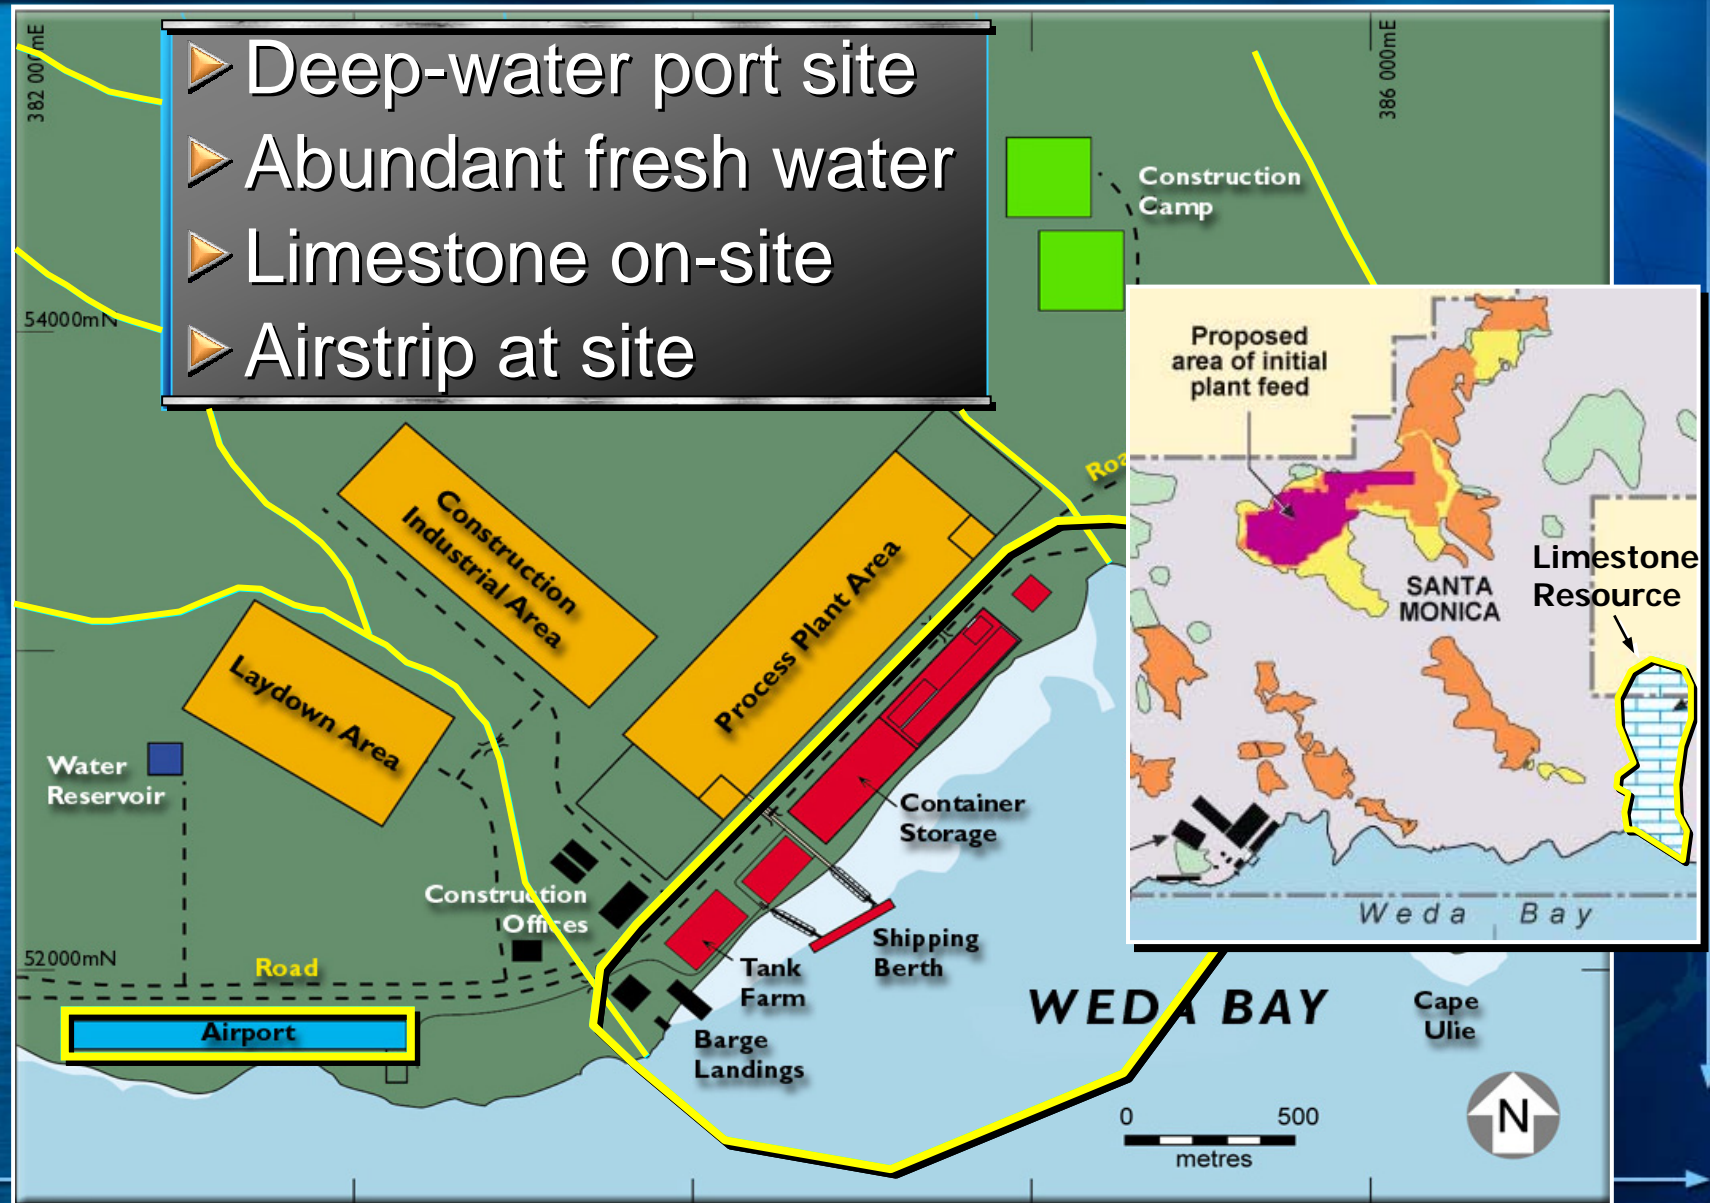 382 000mE
Deep-water port site
Abundant fresh water
Limestone on-site
Airstrip at site
386 000mE
Construction
Camp
54000mN
Road
Construction
Industrial Area
Process Plant Area
Laydown Area
Water
Reservoir
Container
Storage
Construction
Offices
Shipping
Berth
Tank
Farm
52000mN
Road
Airport
Barge
Landings
WEDA BAY
Cape
Ulie
0 500
metres
N
Proposed
area of initial
plant feed
SANTA
MONICA
Limestone
Resource
Weda Bay